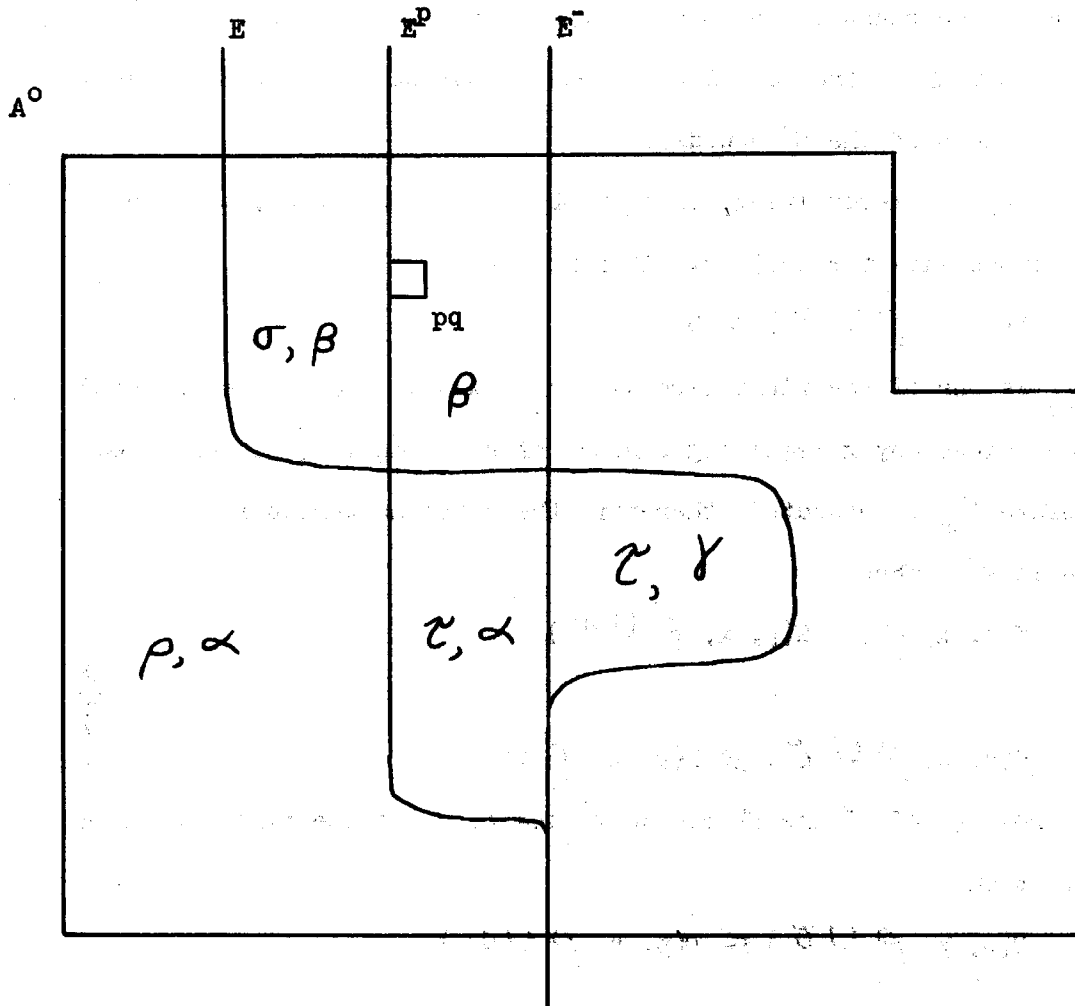 E E^p E^-
A^o
pq
σ, β
β
τ, γ
ρ, α
τ, α